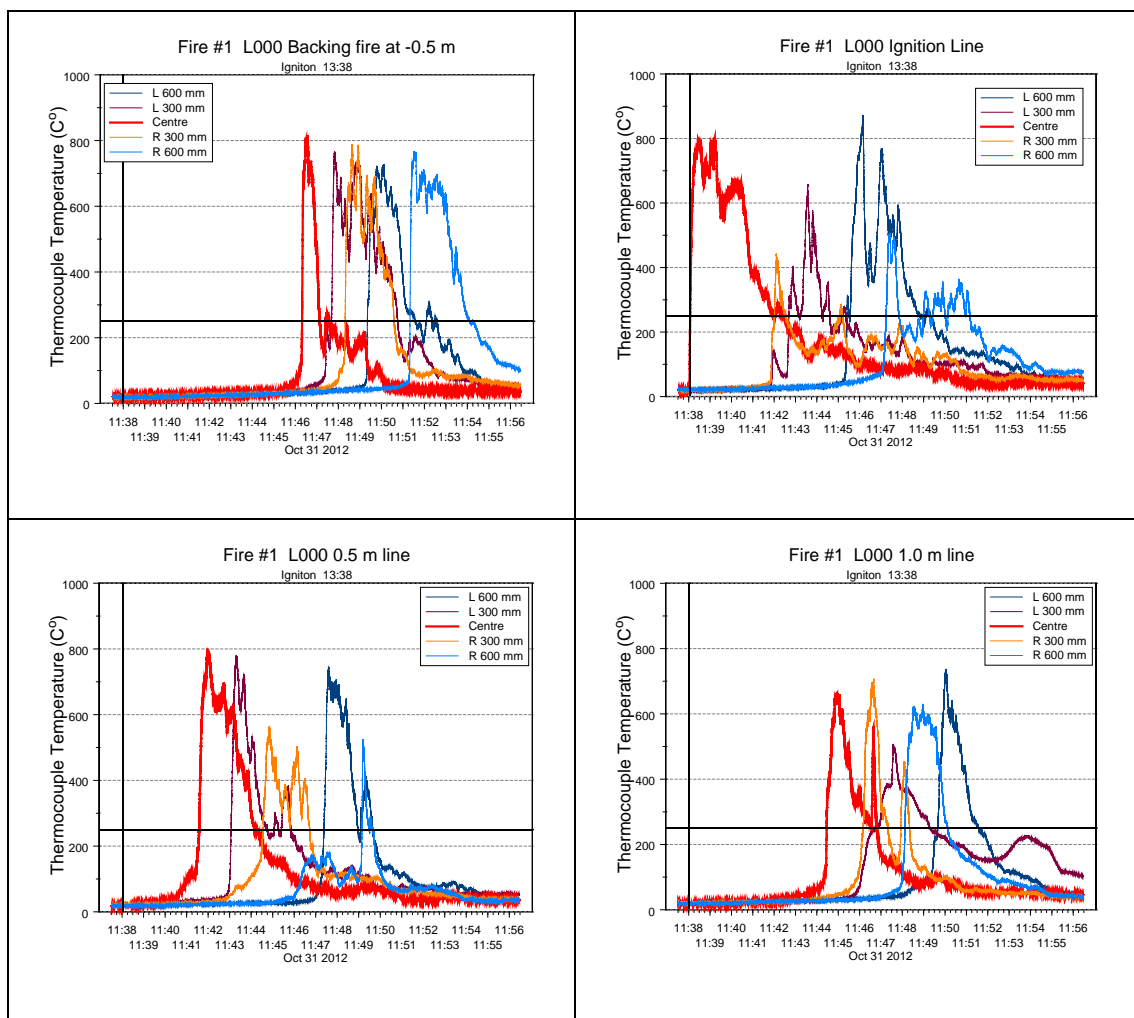 Fire #1 L000 Backing fire at -0.5 m
Igniton 13:38
Thermocouple Temperature (C°)
1000
800
600
400
200
0
L 600 mm
L 300 mm
Centre
R 300 mm
R 600 mm
11:38 11:40 11:42 11:44 11:46 11:48 11:50 11:52 11:54 11:56
11:39 11:41 11:43 11:45 11:47 11:49 11:51 11:53 11:55
Oct 31 2012
Fire #1 L000 Ignition Line
Igniton 13:38
Thermocouple Temperature (C°)
1000
800
600
400
200
0
L 600 mm
L 300 mm
Centre
R 300 mm
R 600 mm
11:38 11:40 11:42 11:44 11:46 11:48 11:50 11:52 11:54 11:56
11:39 11:41 11:43 11:45 11:47 11:49 11:51 11:53 11:55
Oct 31 2012
Fire #1 L000 0.5 m line
Igniton 13:38
Thermocouple Temperature (C°)
1000
800
600
400
200
0
L 600 mm
L 300 mm
Centre
R 300 mm
R 600 mm
11:38 11:40 11:42 11:44 11:46 11:48 11:50 11:52 11:54 11:56
11:39 11:41 11:43 11:45 11:47 11:49 11:51 11:53 11:55
Oct 31 2012
Fire #1 L000 1.0 m line
Igniton 13:38
Thermocouple Temperature (C°)
1000
800
600
400
200
0
L 600 mm
L 300 mm
Centre
R 300 mm
R 600 mm
11:38 11:40 11:42 11:44 11:46 11:48 11:50 11:52 11:54 11:56
11:39 11:41 11:43 11:45 11:47 11:49 11:51 11:53 11:55
Oct 31 2012